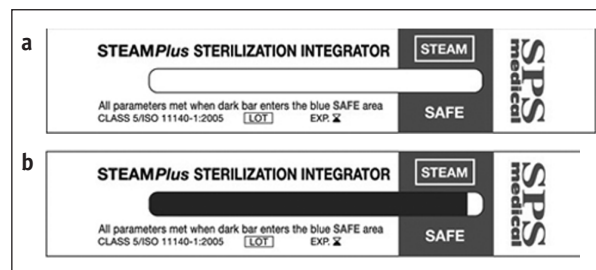 a
STEAMPlus STERILIZATION INTEGRATOR
STEAM
All parameters met when dark bar enters the blue SAFE area
CLASS 5/ISO 11140-1:2005 LOT EXP.
SAFE
SPS
medical
b
STEAMPlus STERILIZATION INTEGRATOR
STEAM
All parameters met when dark bar enters the blue SAFE area
CLASS 5/ISO 11140-1:2005 LOT EXP.
SAFE
SPS
medical